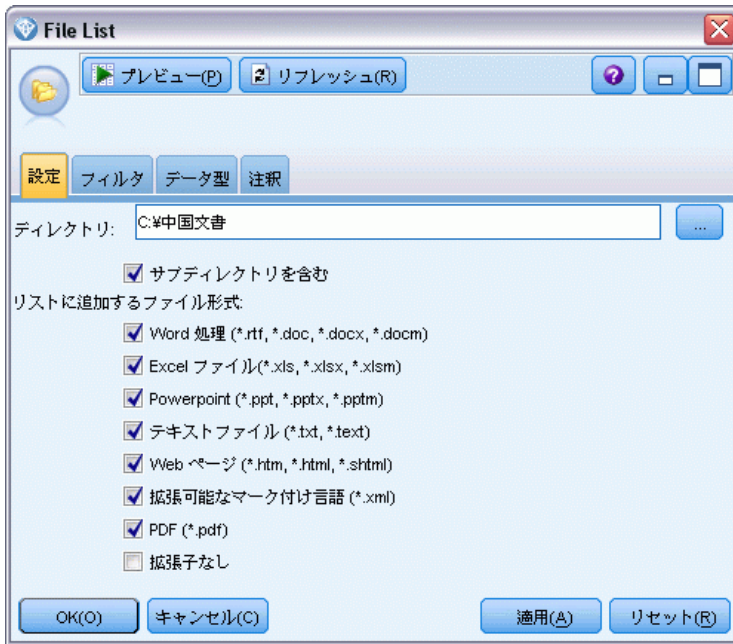 File List
プレビュー(P) リフレッシュ(R)
設定 フィルタ データ型 注釈
ディレクトリ: C:¥中国文書 ...
サブディレクトリを含む
リストに追加するファイル形式:
Word 処理 (*.rtf, *.doc, *.docx, *.docm)
Excel ファイル(*.xls, *.xlsx, *.xlsm)
Powerpoint (*.ppt, *.pptx, *.pptm)
テキストファイル (*.txt, *.text)
Web ページ (*.htm, *.html, *.shtml)
拡張可能なマーク付け言語 (*.xml)
PDF (*.pdf)
拡張子なし
OK(O) キャンセル(C) 適用(A) リセット(R)